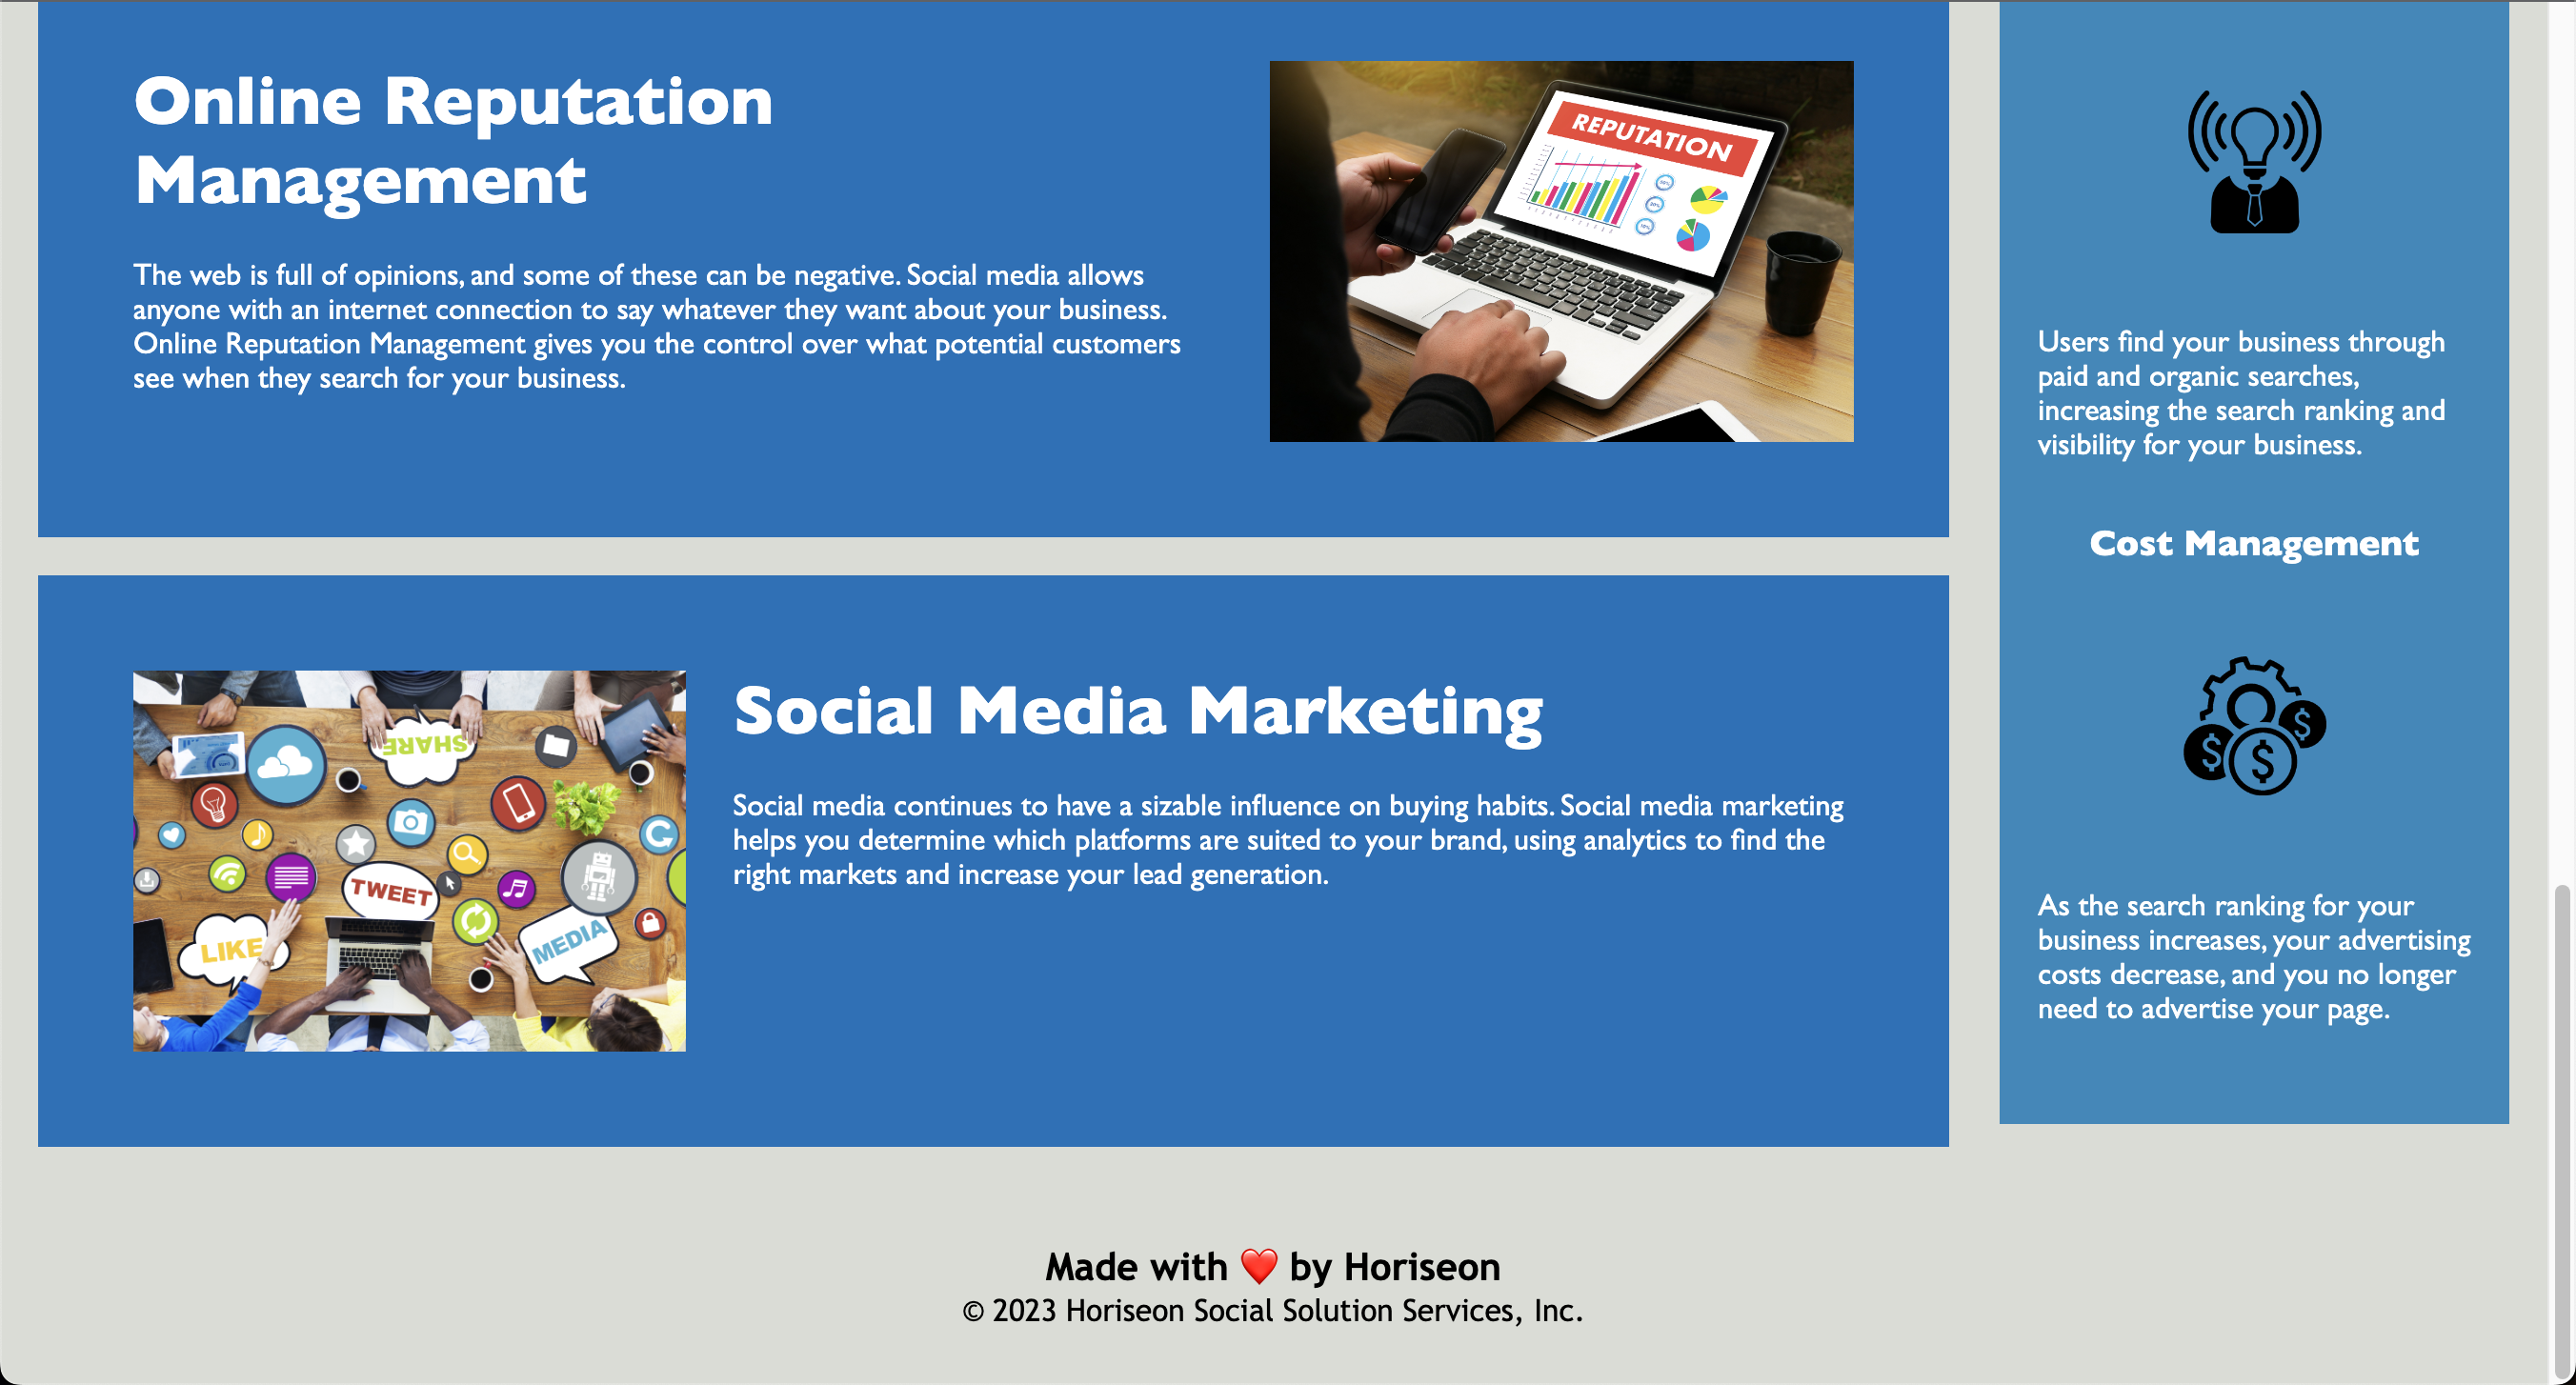 Online Reputation
Management
The web is full of opinions, and some of these can be negative. Social media allows
anyone with an internet connection to say whatever they want about your business.
Online Reputation Management gives you the control over what potential customers
see when they search for your business.
REPUTATION
Social Media Marketing
Social media continues to have a sizable influence on buying habits. Social media marketing
helps you determine which platforms are suited to your brand, using analytics to find the
right markets and increase your lead generation.
SHARE
TWEET
LIKE
MEDIA
Users find your business through
paid and organic searches,
increasing the search ranking and
visibility for your business.
Cost Management
$
$
$
As the search ranking for your
business increases, your advertising
costs decrease, and you no longer
need to advertise your page.
Made with ❤️ by Horiseon
© 2023 Horiseon Social Solution Services, Inc.